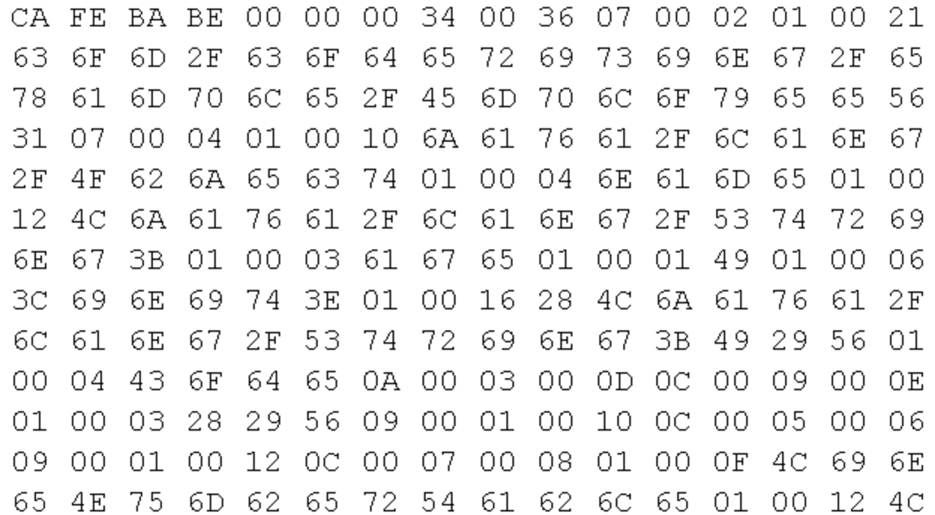 CA FE BA BE 00 00 00 34 00 36 07 00 02 01 00 21
63 6F 6D 2F 63 6F 64 65 72 69 73 69 6E 67 2F 65
78 61 6D 70 6C 65 2F 45 6D 70 6C 6F 79 65 65 56
31 07 00 04 01 00 10 6A 61 76 61 2F 6C 61 6E 67
2F 4F 62 6A 65 63 74 01 00 04 6E 61 6D 65 01 00
12 4C 6A 61 76 61 2F 6C 61 6E 67 2F 53 74 72 69
6E 67 3B 01 00 03 61 67 65 01 00 01 49 01 00 06
3C 69 6E 69 74 3E 01 00 16 28 4C 6A 61 76 61 2F
6C 61 6E 67 2F 53 74 72 69 6E 67 3B 49 29 56 01
00 04 43 6F 64 65 0A 00 03 00 0D 0C 00 09 00 0E
01 00 03 28 29 56 09 00 01 00 10 0C 00 05 00 06
09 00 01 00 12 0C 00 07 00 08 01 00 0F 4C 69 6E
65 4E 75 6D 62 65 72 54 61 62 6C 65 01 00 12 4C